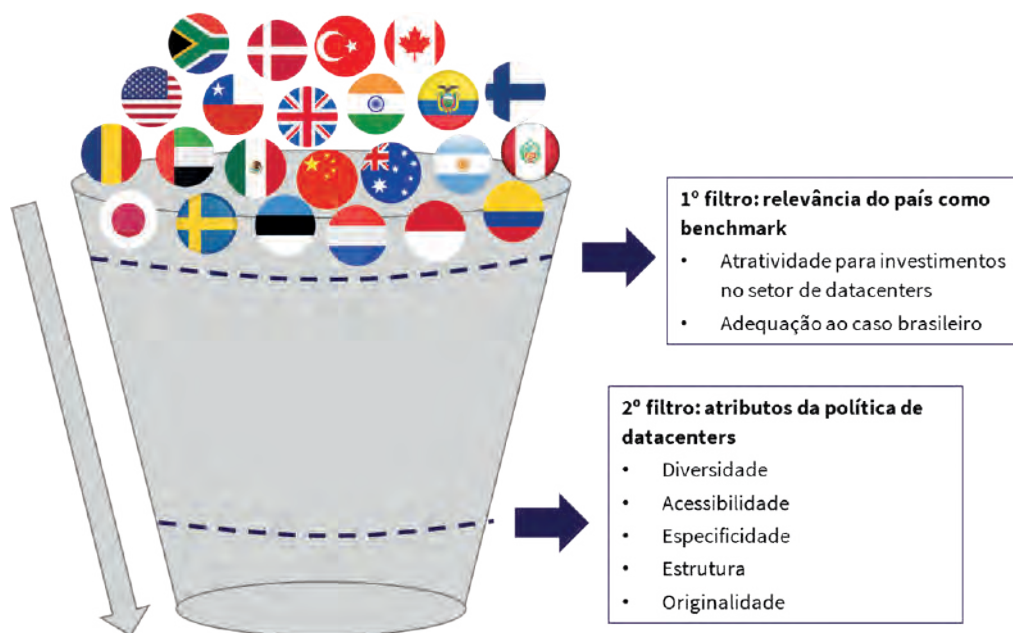 1º filtro: relevância do país como
benchmark
• Atratividade para investimentos
no setor de datacenters
• Adequação ao caso brasileiro
2º filtro: atributos da política de
datacenters
• Diversidade
• Acessibilidade
• Especificidade
• Estrutura
• Originalidade